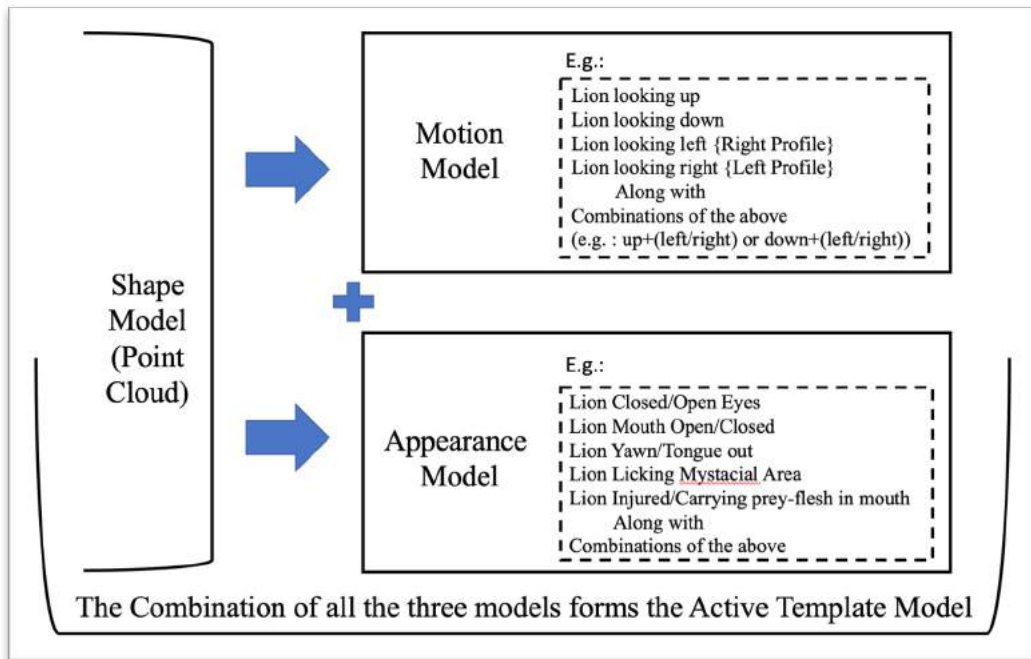 Shape
Model
(Point
Cloud)
Motion
Model
E.g.:
Lion looking up
Lion looking down
Lion looking left {Right Profile}
Lion looking right {Left Profile}
Along with
Combinations of the above
(e.g. : up+(left/right) or down+(left/right))
Appearance
Model
E.g.:
Lion Closed/Open Eyes
Lion Mouth Open/Closed
Lion Yawn/Tongue out
Lion Licking Mystacial Area
Lion Injured/Carrying prey-flesh in mouth
Along with
Combinations of the above
The Combination of all the three models forms the Active Template Model